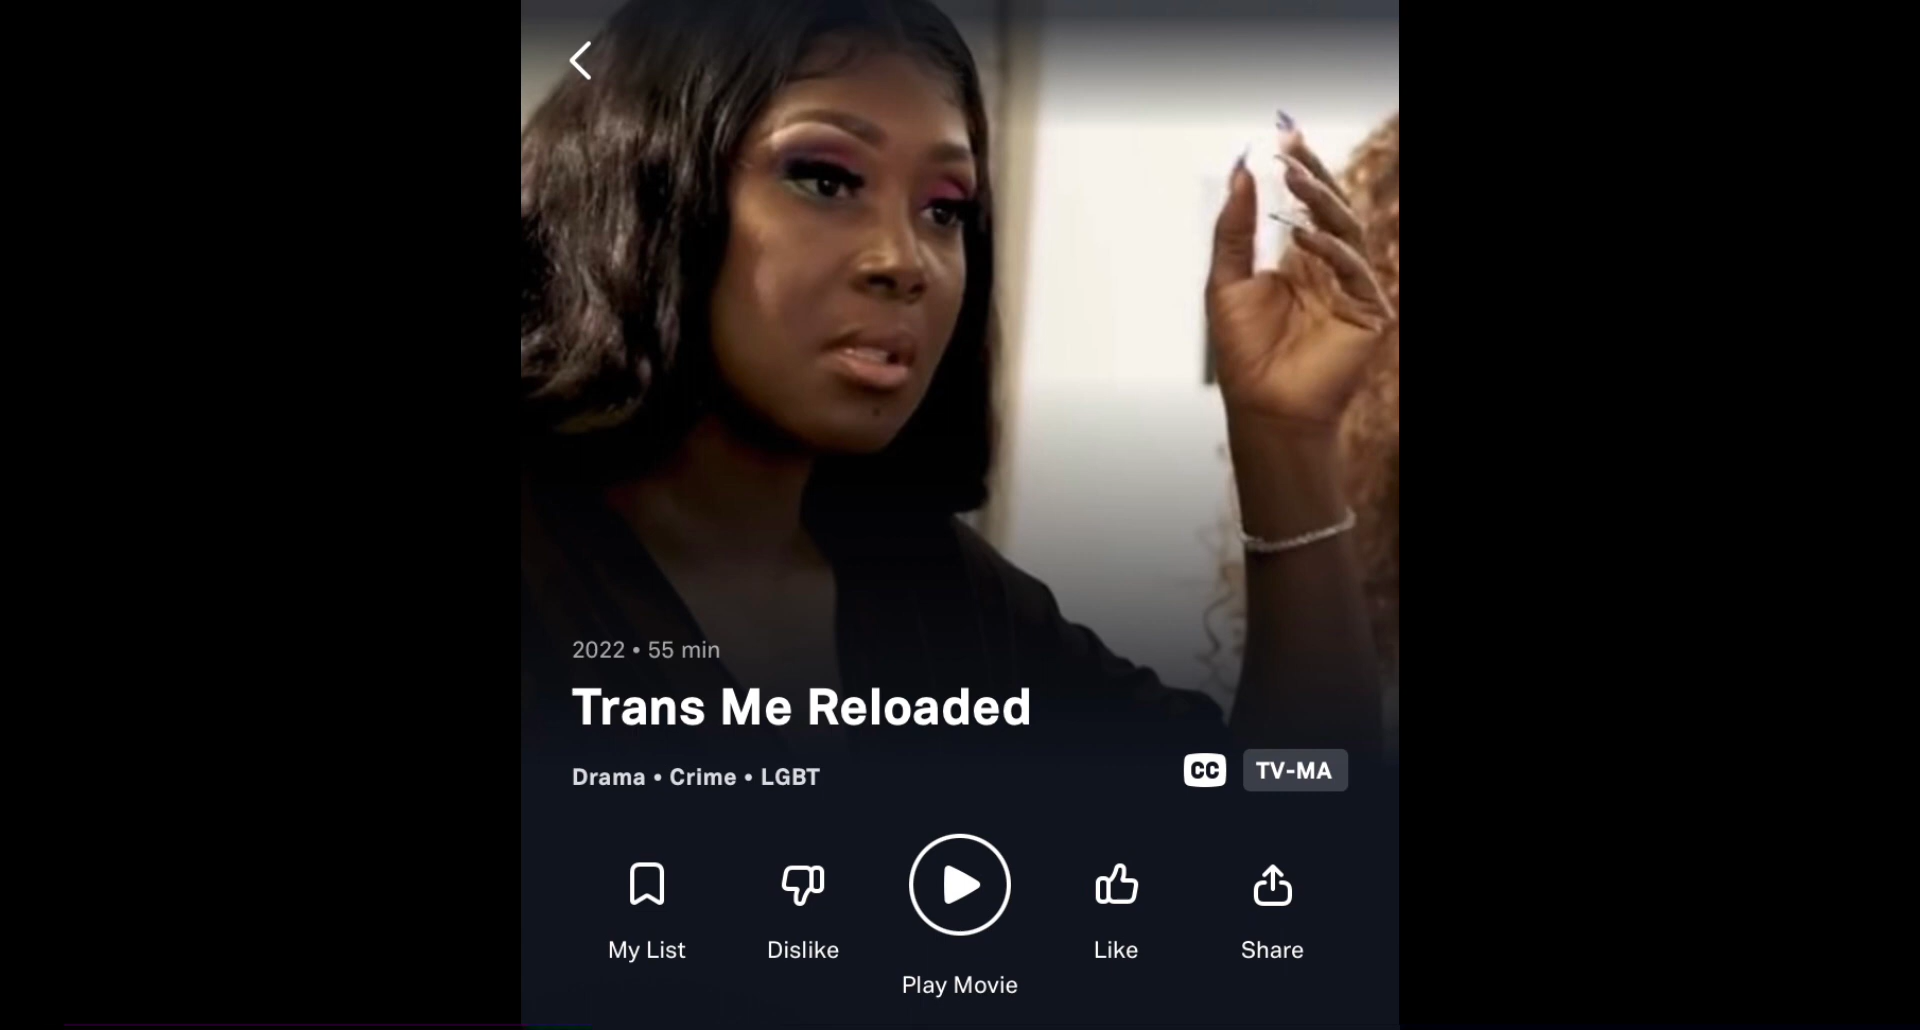 2022 • 55 min
Trans Me Reloaded
Drama • Crime • LGBT
CC TV-MA
My List Dislike Play Movie Like Share